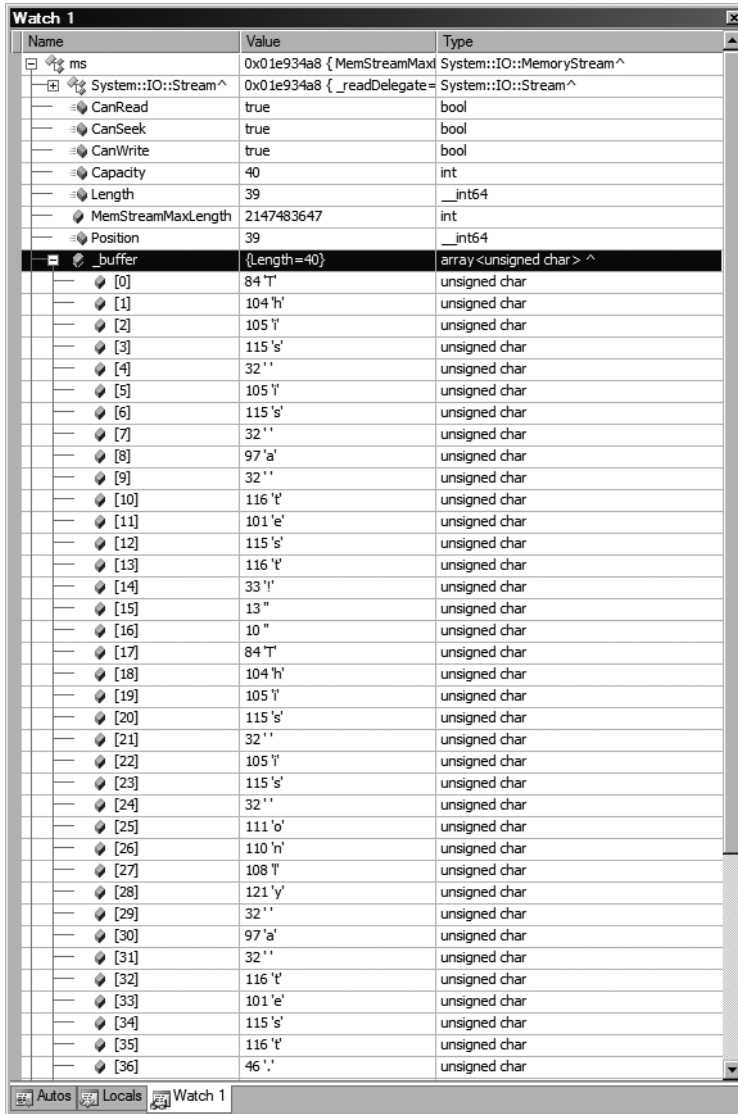 Watch 1
Name Value Type
ms 0x01e934a8 { MemStreamMaxl System::IO::MemoryStream^
System::IO::Stream^ 0x01e934a8 { _readDelegate= System::IO::Stream^
CanRead true bool
CanSeek true bool
CanWrite true bool
Capacity 40 int
Length 39 __int64
MemStreamMaxLength 2147483647 int
Position 39 __int64
_buffer {Length=40} array<unsigned char> ^
[0] 84 'T' unsigned char
[1] 104 'h' unsigned char
[2] 105 'i' unsigned char
[3] 115 's' unsigned char
[4] 32 ' ' unsigned char
[5] 105 'i' unsigned char
[6] 115 's' unsigned char
[7] 32 ' ' unsigned char
[8] 97 'a' unsigned char
[9] 32 ' ' unsigned char
[10] 116 't' unsigned char
[11] 101 'e' unsigned char
[12] 115 's' unsigned char
[13] 116 't' unsigned char
[14] 33 '!' unsigned char
[15] 13 '' unsigned char
[16] 10 '' unsigned char
[17] 84 'T' unsigned char
[18] 104 'h' unsigned char
[19] 105 'i' unsigned char
[20] 115 's' unsigned char
[21] 32 ' ' unsigned char
[22] 105 'i' unsigned char
[23] 115 's' unsigned char
[24] 32 ' ' unsigned char
[25] 111 'o' unsigned char
[26] 110 'n' unsigned char
[27] 108 'l' unsigned char
[28] 121 'y' unsigned char
[29] 32 ' ' unsigned char
[30] 97 'a' unsigned char
[31] 32 ' ' unsigned char
[32] 116 't' unsigned char
[33] 101 'e' unsigned char
[34] 115 's' unsigned char
[35] 116 't' unsigned char
[36] 46 '.' unsigned char
Autos Locals Watch 1